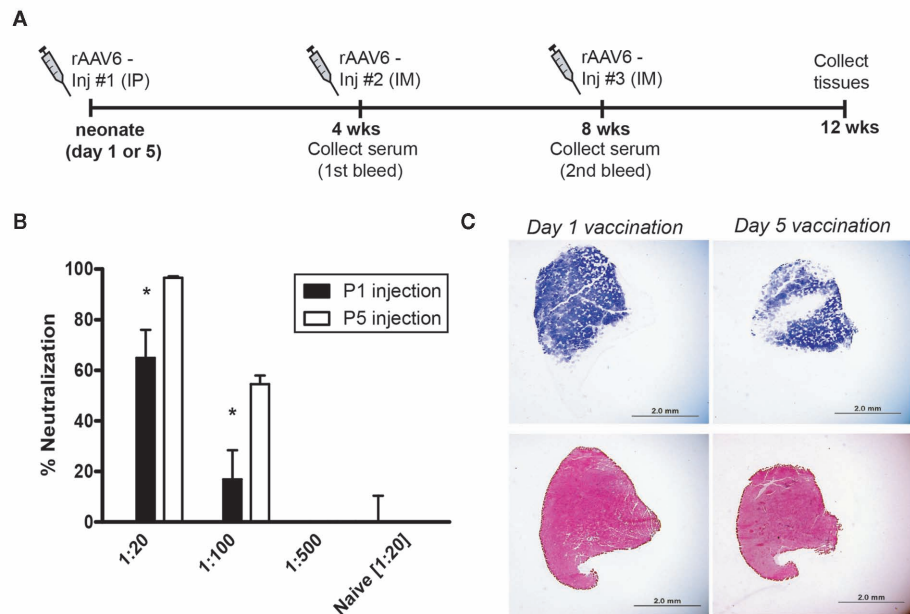 A
rAAV6 -
Inj #1 (IP)
rAAV6 -
Inj #2 (IM)
rAAV6 -
Inj #3 (IM)
Collect
tissues
neonate
(day 1 or 5)
4 wks
Collect serum
(1st bleed)
8 wks
Collect serum
(2nd bleed)
12 wks
B
% Neutralization
100
80
60
40
20
0
*
*
P1 injection
P5 injection
1:20
1:100
1:500
Naive [1:20]
C
Day 1 vaccination
Day 5 vaccination
2.0 mm
2.0 mm
2.0 mm
2.0 mm